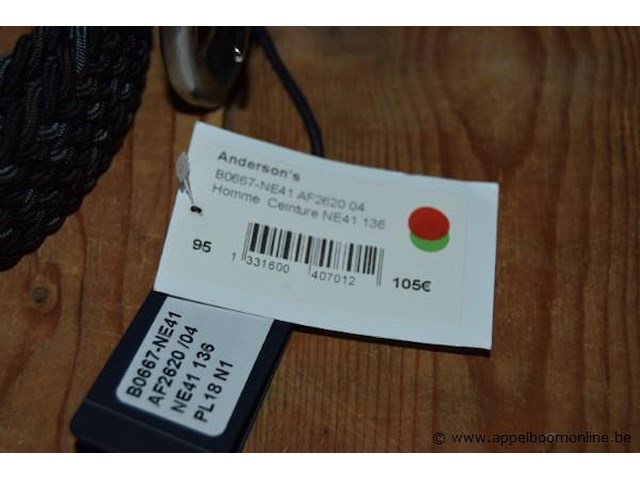 Anderson's
B0667-NE41 AF2620 04
Homme Ceinture NE41 136
95
1 331600 407012
105€
B0667-NE41
AF2620 /04
NE41 136
PL18 N1
© www.appelboomonline.be